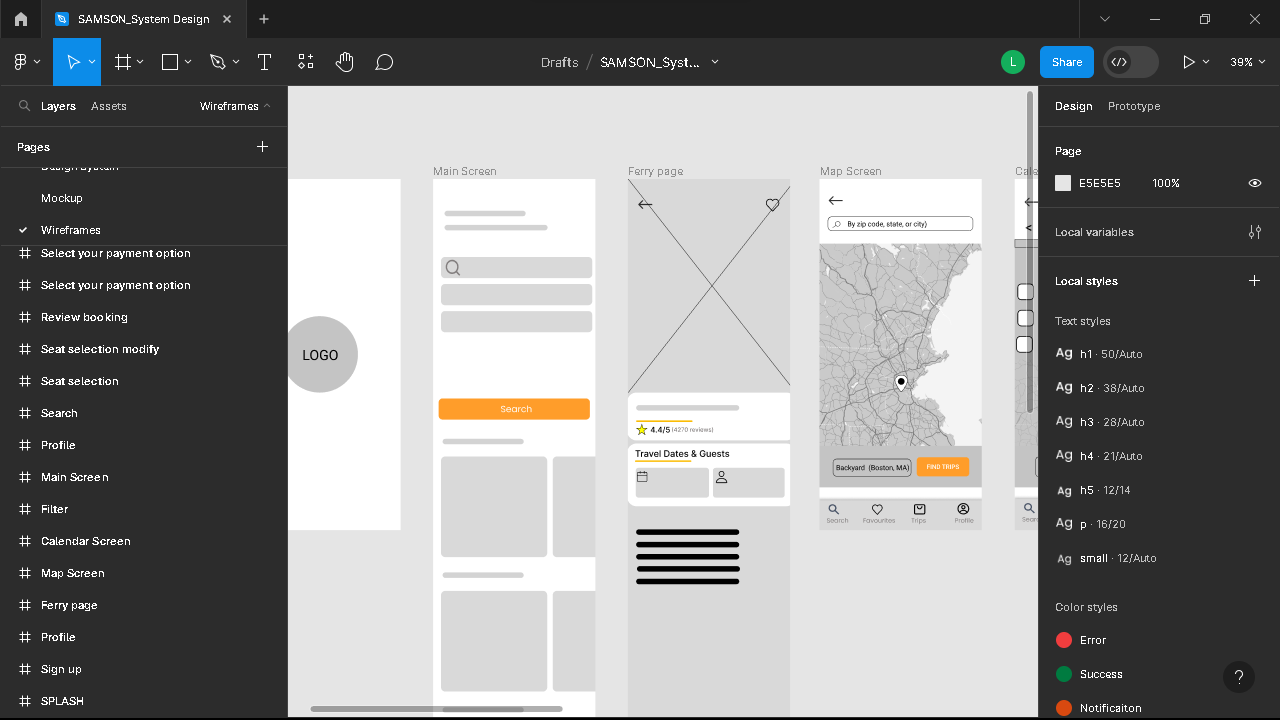 SAMSON_System Design
Drafts / SAMSON_Syst...
L
Share
39%
Layers
Assets
Wireframes
Pages
Design System
Mockup
Wireframes
Select your payment option
Select your payment option
Review booking
Seat selection modify
Seat selection
Search
Profile
Main Screen
Filter
Calendar Screen
Map Screen
Ferry page
Profile
Sign up
SPLASH
LOGO
Main Screen
Search
Ferry page
4.4/5 (4270 reviews)
Travel Dates & Guests
Map Screen
By zip code, state, or city)
Backyard (Boston, MA)
FIND TRIPS
Search
Favourites
Trips
Profile
Cale
<
Sear
Design
Prototype
Page
E5E5E5
100%
Local variables
Local styles
Text styles
Ag h1 · 50/Auto
Ag h2 · 38/Auto
Ag h3 · 28/Auto
Ag h4 · 21/Auto
Ag h5 · 12/14
Ag p · 16/20
Ag small · 12/Auto
Color styles
Error
Success
Notificaiton
?